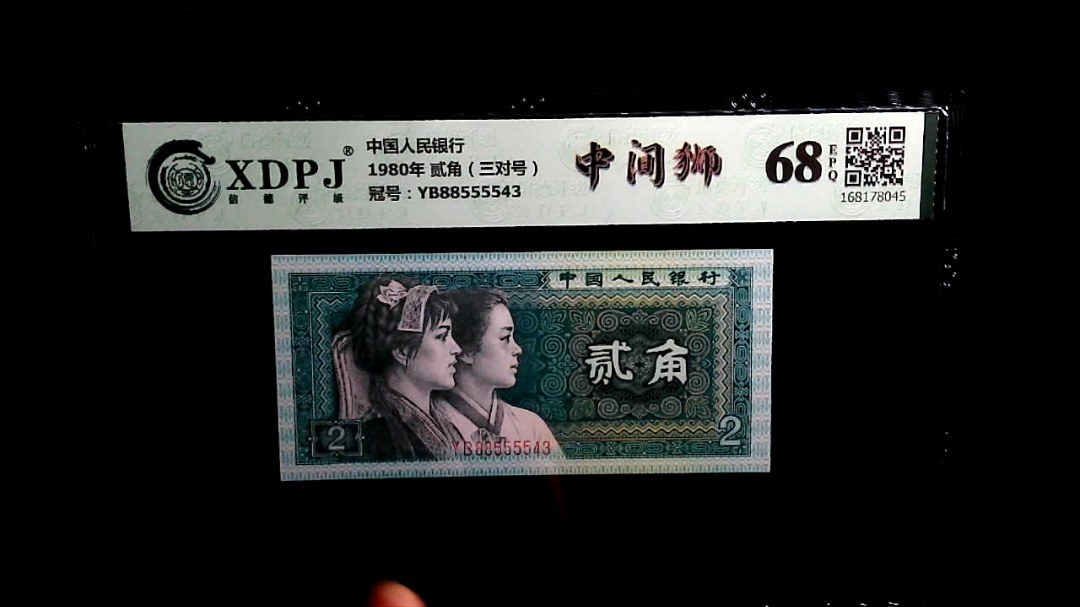 XDPJ®
信德评级
中国人民银行
1980年 贰角（三对号）
冠号：YB88555543
中间狮
68
EPQ
168178045
中国人民银行
贰角
2
2
YB88555543